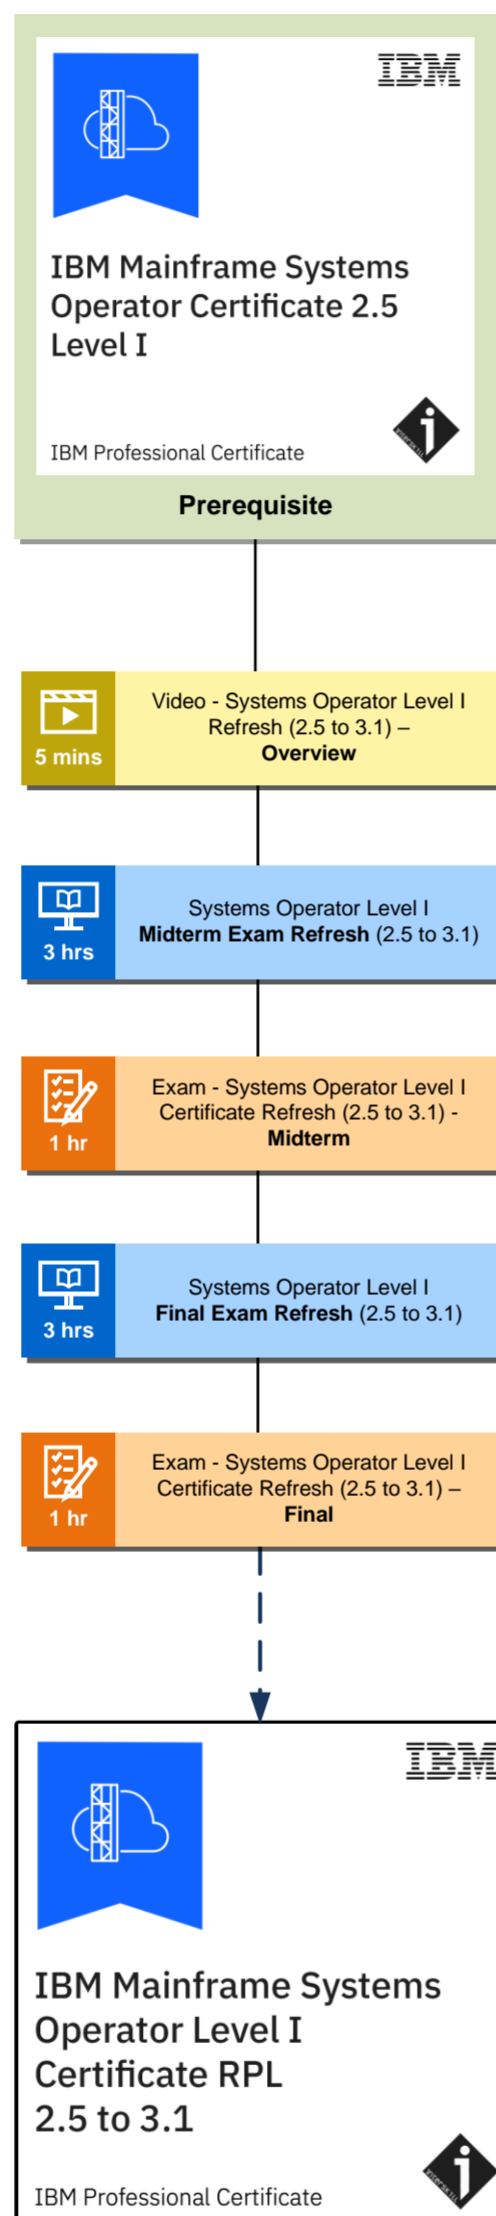 IBM
IBM Mainframe Systems
Operator Certificate 2.5
Level I
interskill
IBM Professional Certificate
Prerequisite
Video - Systems Operator Level I
Refresh (2.5 to 3.1) –
Overview
5 mins
Systems Operator Level I
Midterm Exam Refresh (2.5 to 3.1)
3 hrs
Exam - Systems Operator Level I
Certificate Refresh (2.5 to 3.1) -
Midterm
1 hr
Systems Operator Level I
Final Exam Refresh (2.5 to 3.1)
3 hrs
Exam - Systems Operator Level I
Certificate Refresh (2.5 to 3.1) –
Final
1 hr
IBM
IBM Mainframe Systems
Operator Level I
Certificate RPL
2.5 to 3.1
interskill
IBM Professional Certificate